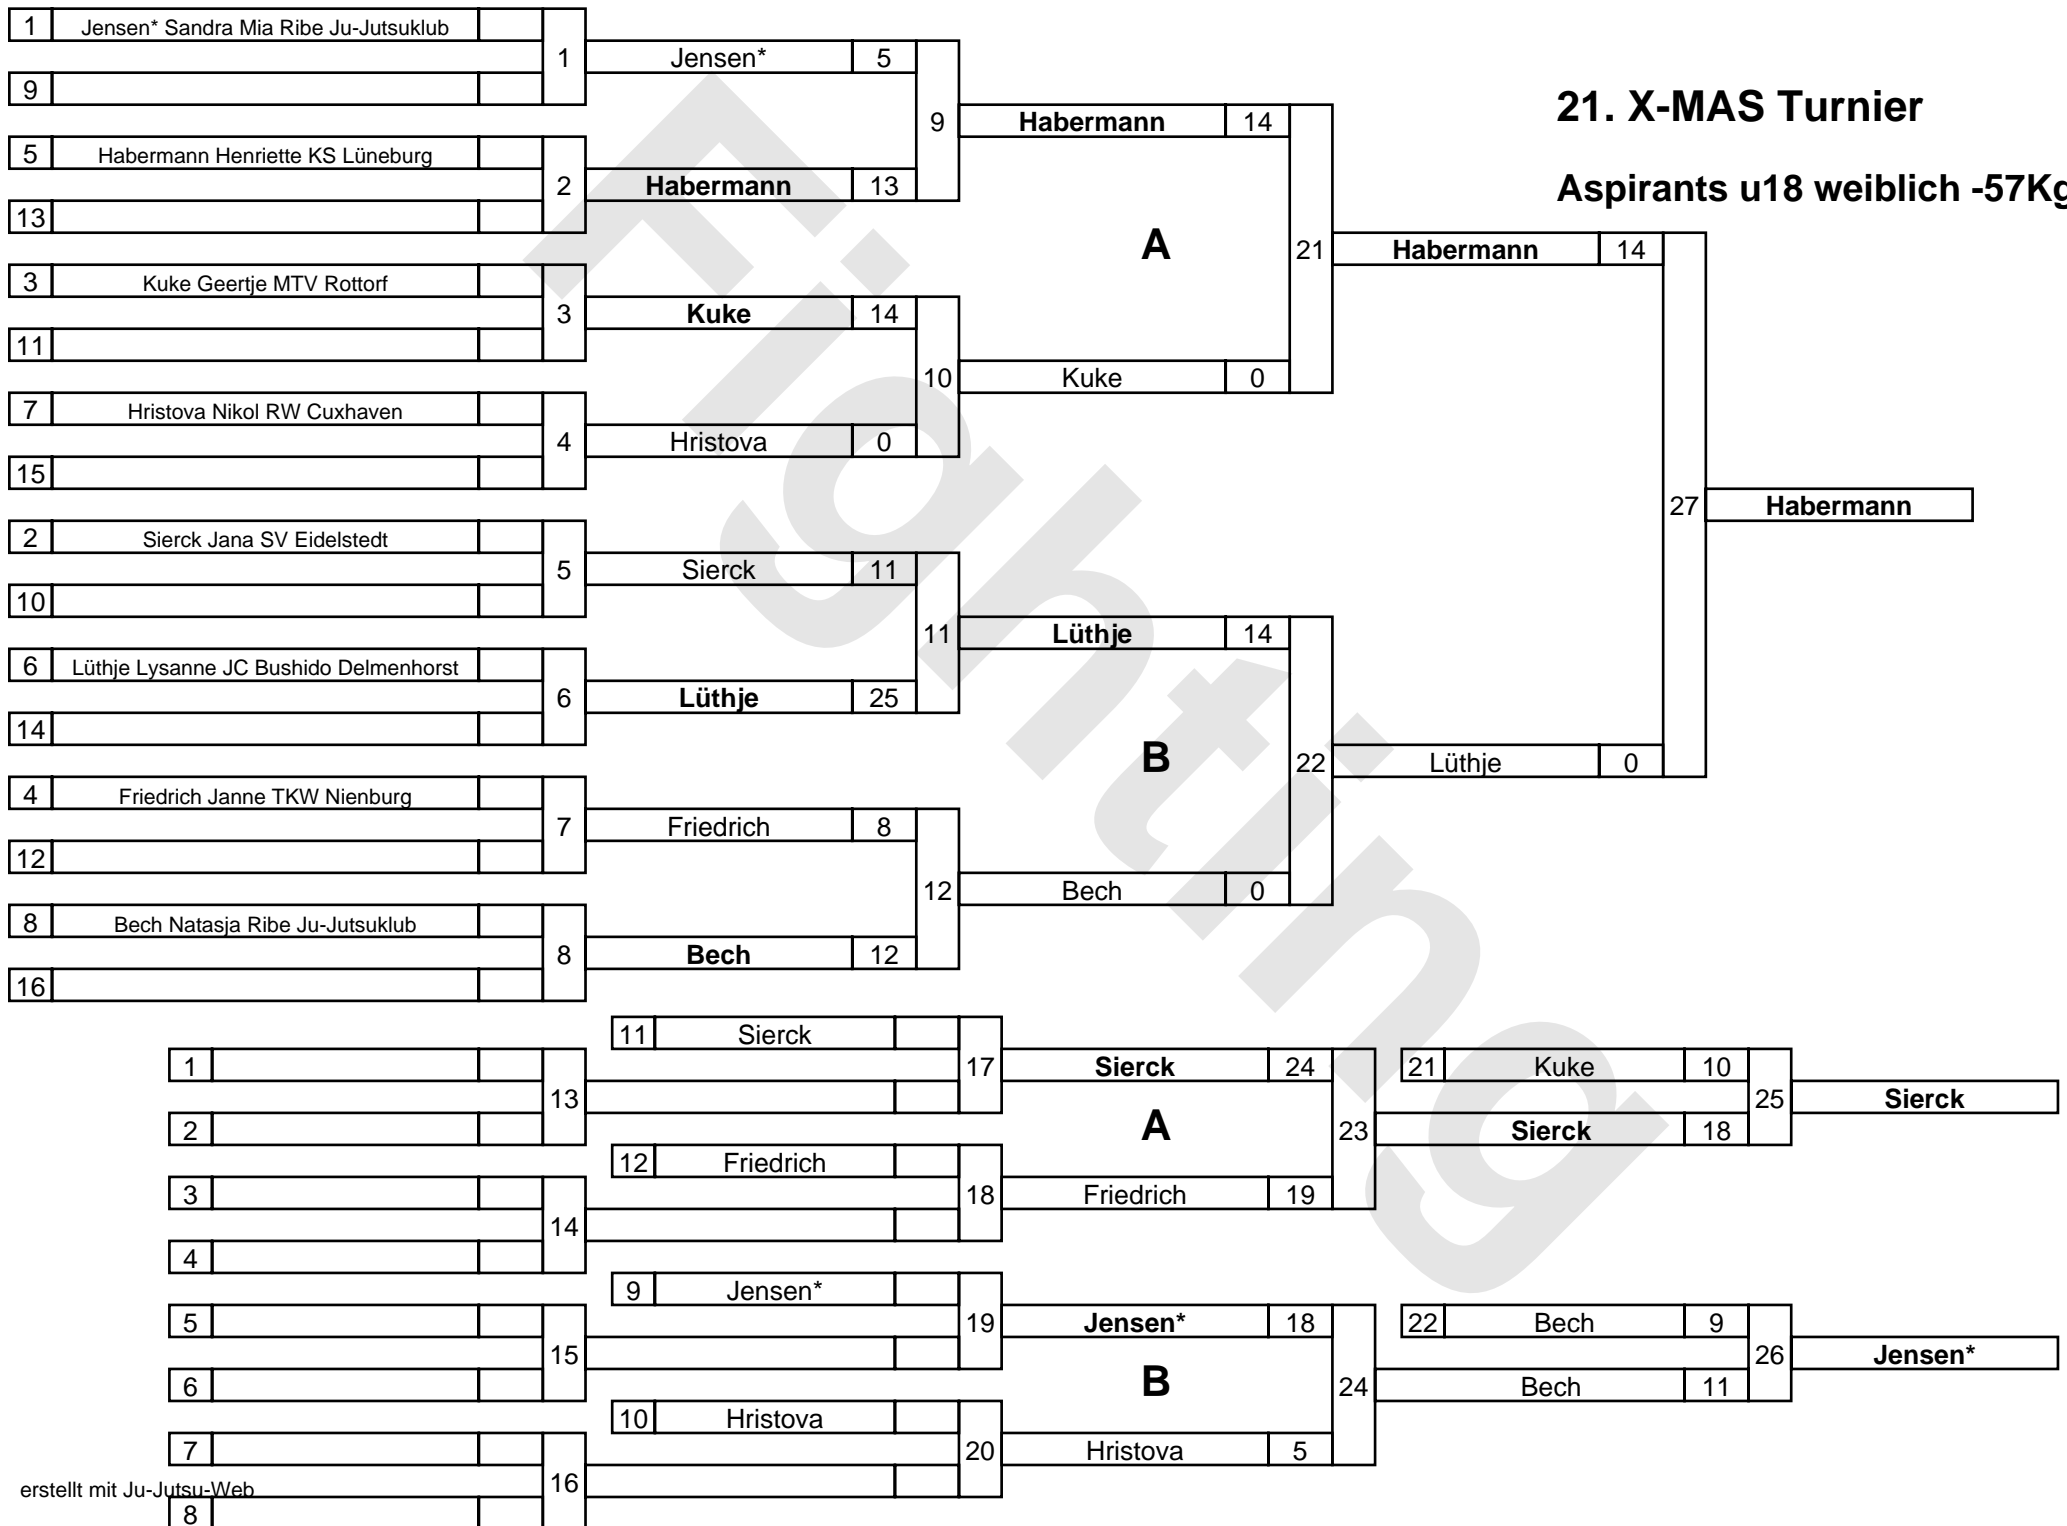 21. X-MAS Turnier
Aspirants u18 weiblich -57Kg
1 Jensen* Sandra Mia Ribe Ju-Jutsuklub
9
1
5 Habermann Henriette KS Lüneburg
13
2
3 Kuke Geertje MTV Rottorf
11
3
7 Hristova Nikol RW Cuxhaven
15
4
2 Sierck Jana SV Eidelstedt
10
5
6 Lüthje Lysanne JC Bushido Delmenhorst
14
6
4 Friedrich Janne TKW Nienburg
12
7
8 Bech Natasja Ribe Ju-Jutsuklub
16
8
Jensen* 5
Habermann 13
9
Kuke 14
Hristova 0
10
Sierck 11
Lüthje 25
11
Friedrich 8
Bech 12
12
Habermann 14
A
Kuke 0
21
Lüthje 14
B
Bech 0
22
Habermann 14
Lüthje 0
27
Habermann
1
2
13
3
4
14
5
6
15
7
8
16
11 Sierck
17
12 Friedrich
18
9 Jensen*
19
10 Hristova
20
Sierck 24
A
Friedrich 19
23
Jensen* 18
B
Hristova 5
24
21 Kuke 10
Sierck 18
25
Sierck
22 Bech 9
Bech 11
26
Jensen*
erstellt mit Ju-Jutsu-Web
Fighting